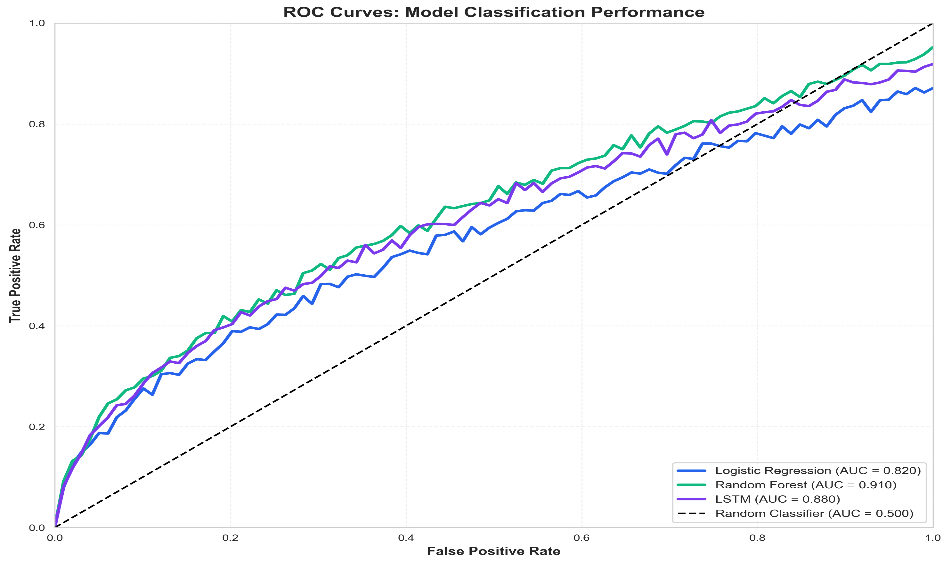 ROC Curves: Model Classification Performance
True Positive Rate
1.0
0.8
0.6
0.4
0.2
0.0
0.0 0.2 0.4 0.6 0.8 1.0
False Positive Rate
Logistic Regression (AUC = 0.820)
Random Forest (AUC = 0.910)
LSTM (AUC = 0.880)
Random Classifier (AUC = 0.500)